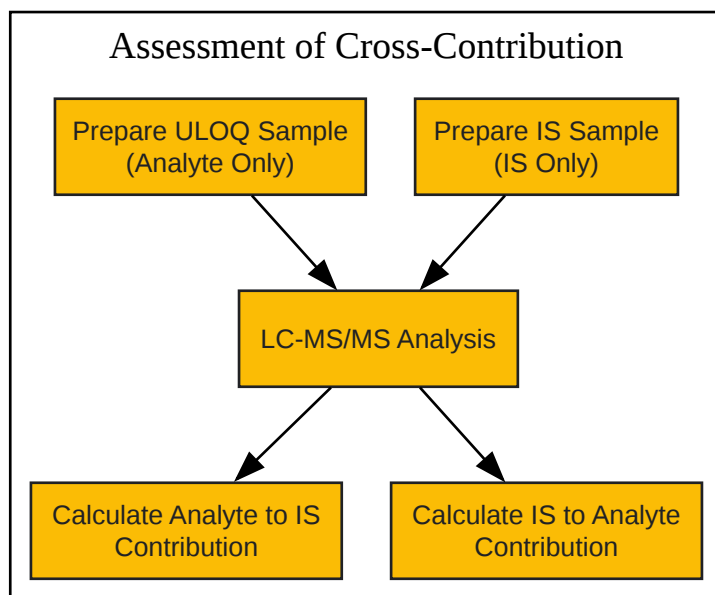 Assessment of Cross-Contribution
Prepare ULOQ Sample
(Analyte Only)
Prepare IS Sample
(IS Only)
LC-MS/MS Analysis
Calculate Analyte to IS
Contribution
Calculate IS to Analyte
Contribution